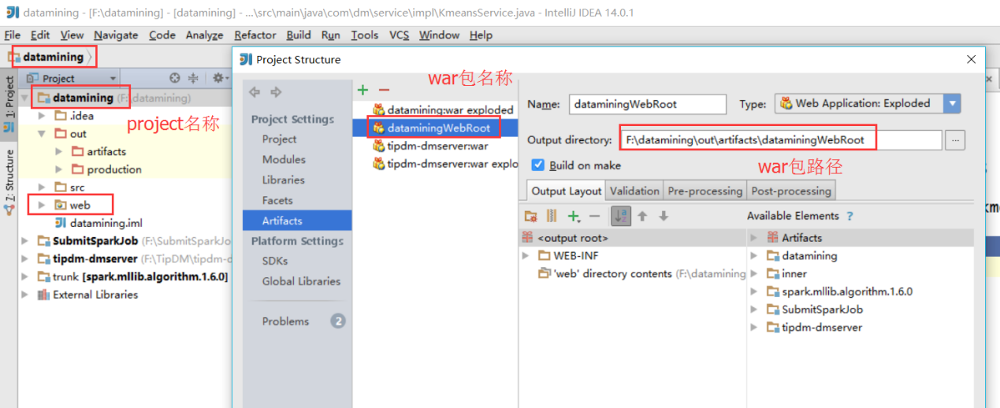 datamining - [F:\datamining] - [datamining] - ...\src\main\java\com\dm\service\impl\KmeansService.java - IntelliJ IDEA 14.0.1
File Edit View Navigate Code Analyze Refactor Build Run Tools VCS Window Help
datamining
Project
datamining (F:\datamining)
project名称
.idea
out
artifacts
production
src
web
datamining.iml
SubmitSparkJob (F:\SubmitSparkJo
tipdm-dmserver (F:\TipDM\tipdm-d
trunk [spark.mllib.algorithm.1.6.0]
External Libraries
1: Project
7: Structure
Project Structure
Project Settings
Project
Modules
Libraries
Facets
Artifacts
Platform Settings
SDKs
Global Libraries
Problems 2
war包名称
datamining:war exploded
dataminingWebRoot
tipdm-dmserver:war
tipdm-dmserver:war explo
Name: dataminingWebRoot Type: Web Application: Exploded
Output directory: F:\datamining\out\artifacts\dataminingWebRoot ...
war包路径
Build on make
Output Layout Validation Pre-processing Post-processing
Available Elements ?
<output root>
WEB-INF
'web' directory contents (F:\datamining
Artifacts
datamining
inner
spark.mllib.algorithm.1.6.0
SubmitSparkJob
tipdm-dmserver